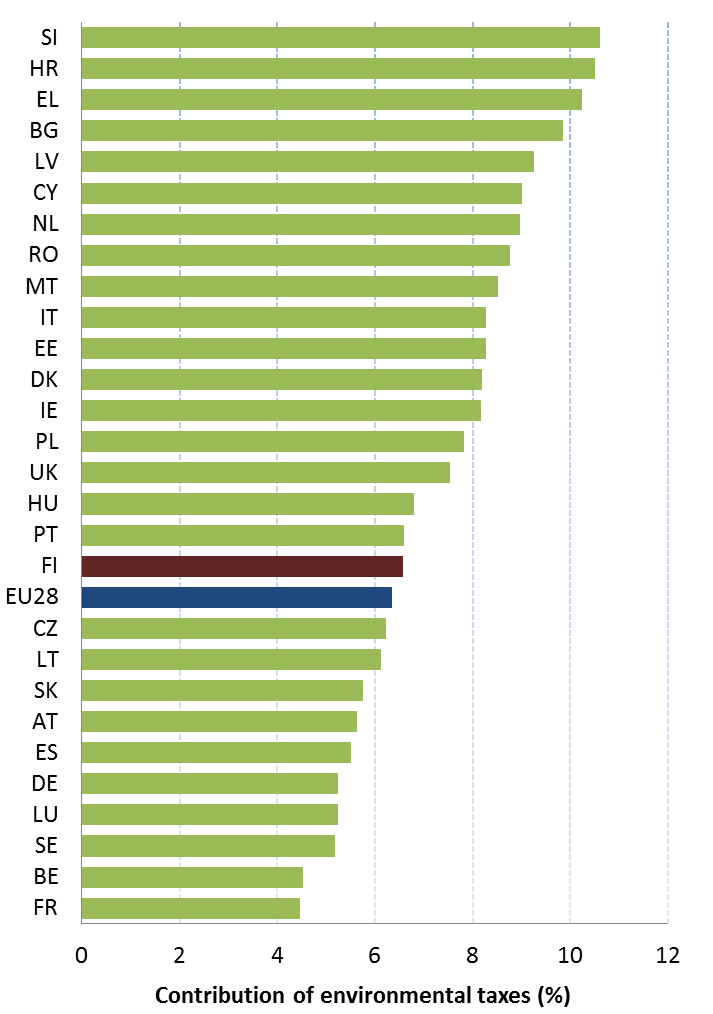 SI
HR
EL
BG
LV
CY
NL
RO
MT
IT
EE
DK
IE
PL
UK
HU
PT
FI
EU28
CZ
LT
SK
AT
ES
DE
LU
SE
BE
FR
0 2 4 6 8 10 12
Contribution of environmental taxes (%)